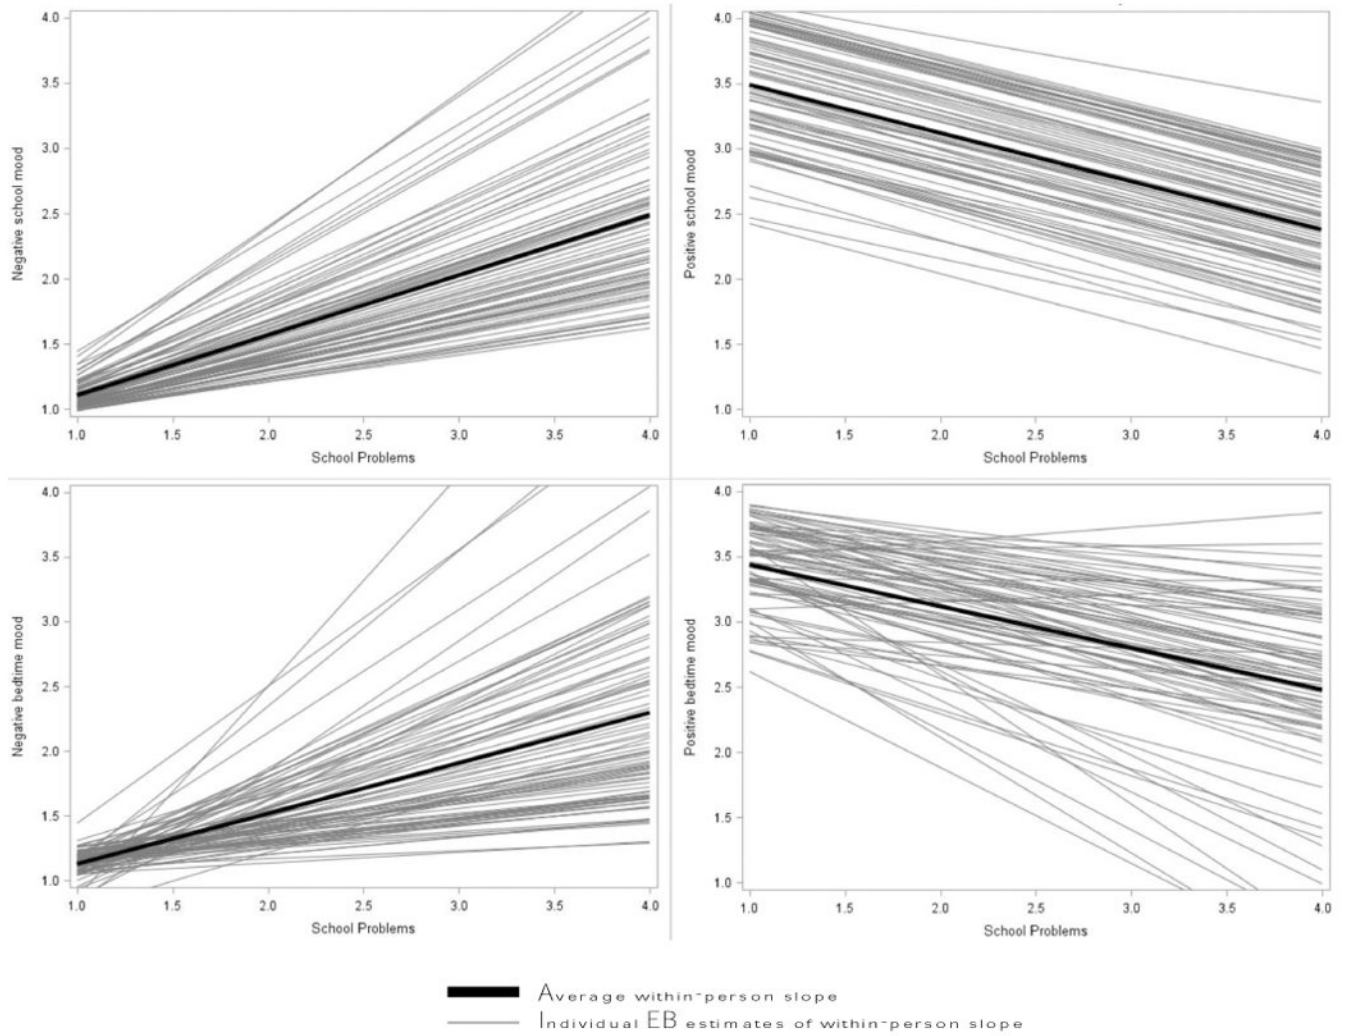 4.0
3.5
3.0
2.5
2.0
1.5
1.0
Negative school mood
1.0 1.5 2.0 2.5 3.0 3.5 4.0
School Problems
4.0
3.5
3.0
2.5
2.0
1.5
1.0
Positive school mood
1.0 1.5 2.0 2.5 3.0 3.5 4.0
School Problems
4.0
3.5
3.0
2.5
2.0
1.5
1.0
Negative bedtime mood
1.0 1.5 2.0 2.5 3.0 3.5 4.0
School Problems
4.0
3.5
3.0
2.5
2.0
1.5
1.0
Positive bedtime mood
1.0 1.5 2.0 2.5 3.0 3.5 4.0
School Problems
Average within-person slope
Individual EB estimates of within-person slope